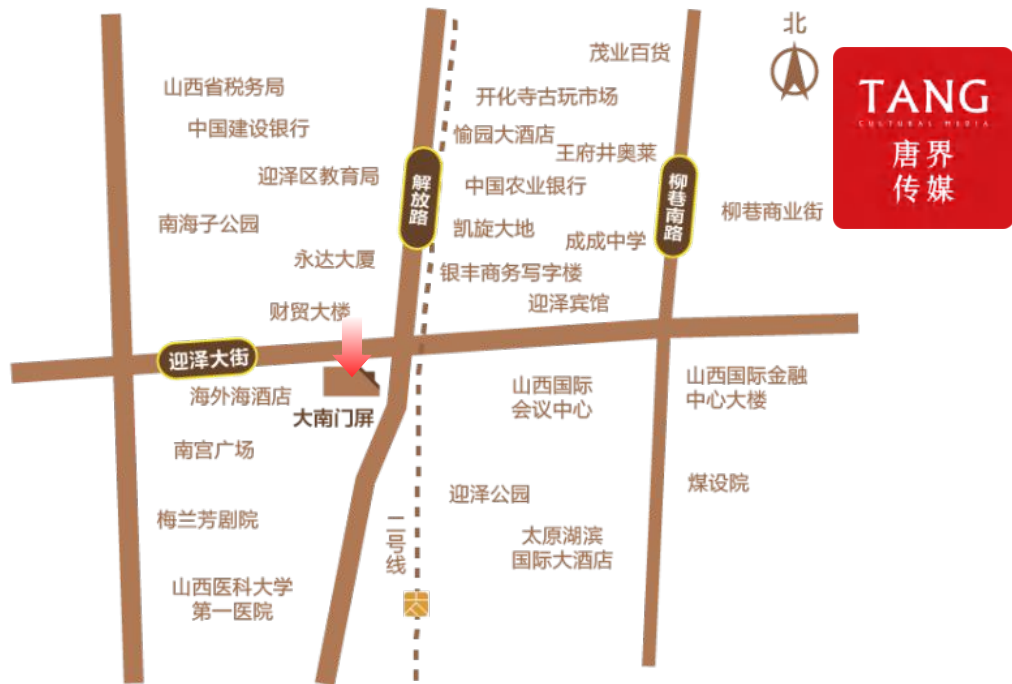 北
茂业百货
TANG
CULTURAL MEDIA
唐界
传媒
山西省税务局
开化寺古玩市场
中国建设银行
愉园大酒店
王府井奥莱
迎泽区教育局
解放路
中国农业银行
柳巷南路
柳巷商业街
南海子公园
凯旋大地
成成中学
永达大厦
银丰商务写字楼
财贸大楼
迎泽宾馆
迎泽大街
海外海酒店
大南门屏
山西国际
会议中心
山西国际金融
中心大楼
南宫广场
煤设院
迎泽公园
梅兰芳剧院
二号线
太原湖滨
国际大酒店
山西医科大学
第一医院